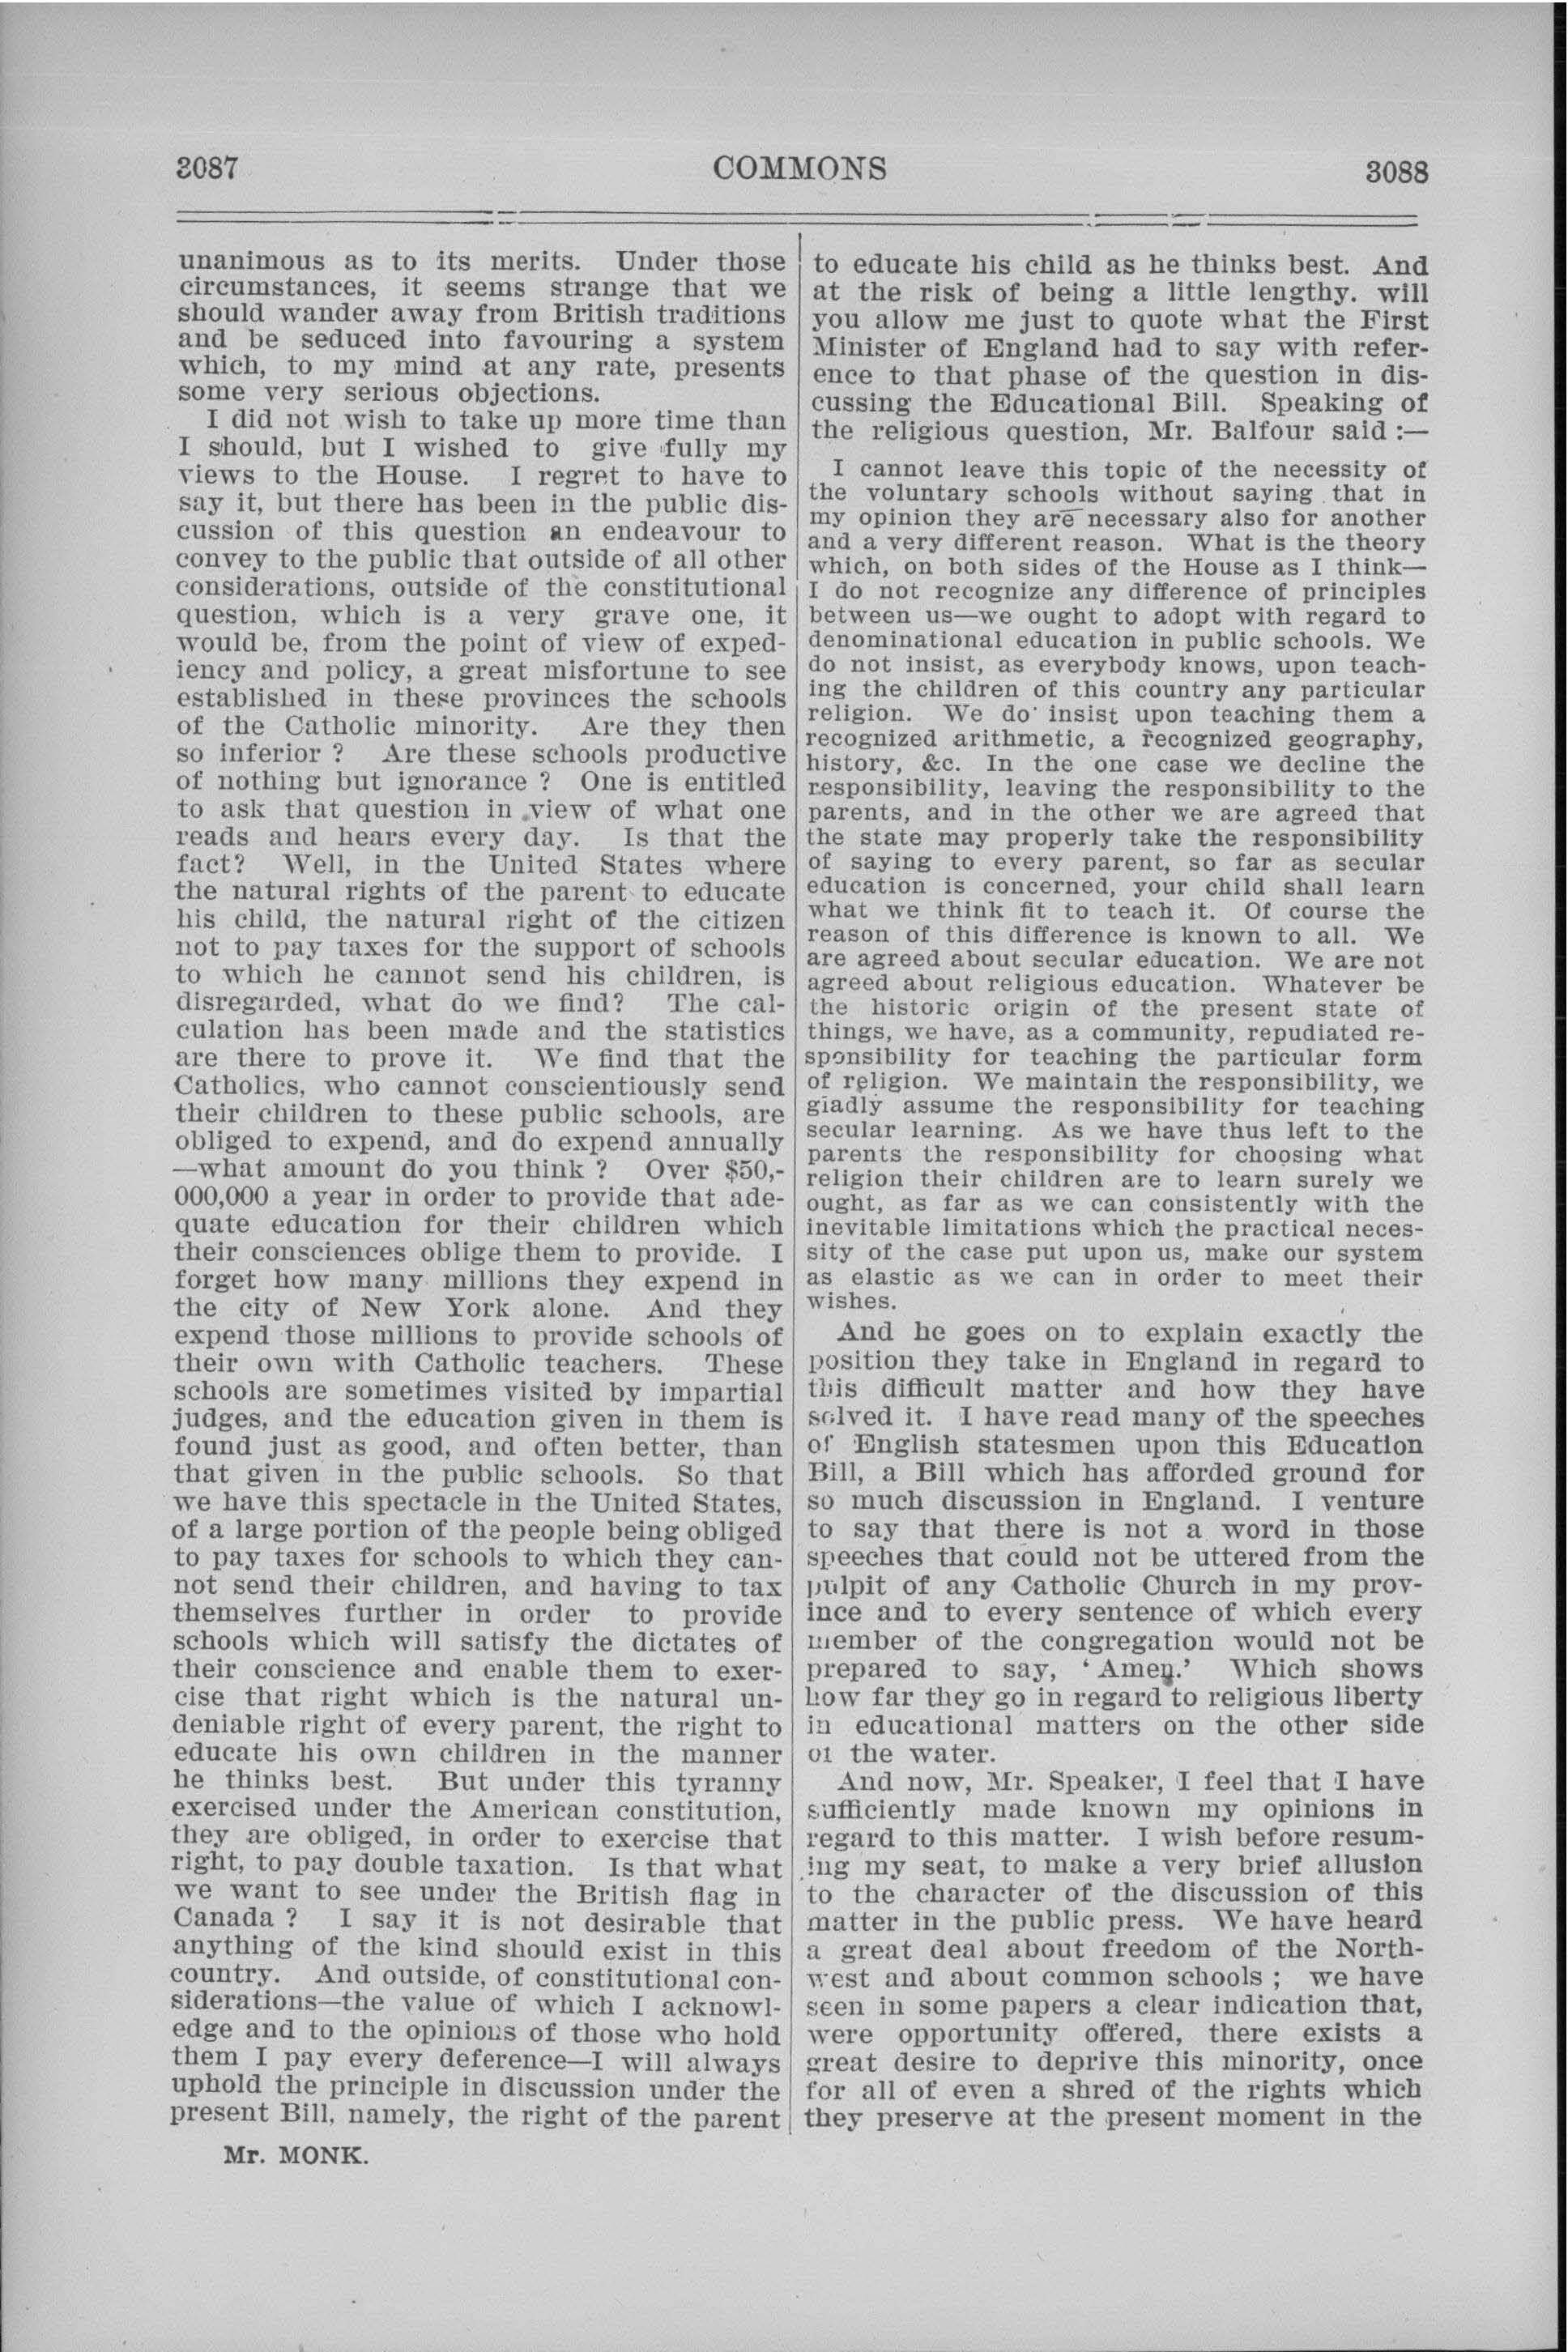 3087
COMMONS
3088
unanimous as to its merits. Under those
circumstances, it seems strange that we
should wander away from British traditions
and be seduced into favouring a system
which, to my mind at any rate, presents
some very serious objections.
I did not wish to take up more time than
I should, but I wished to give fully my
views to the House. I regret to have to
say it, but there has been in the public dis-
cussion of this question an endeavour to
convey to the public that outside of all other
considerations, outside of the constitutional
question, which is a very grave one, it
would be, from the point of view of exped-
iency and policy, a great misfortune to see
established in these provinces the schools
of the Catholic minority. Are they then
so inferior ? Are these schools productive
of nothing but ignorance ? One is entitled
to ask that question in view of what one
reads and hears every day. Is that the
fact? Well, in the United States where
the natural rights of the parent to educate
his child, the natural right of the citizen
not to pay taxes for the support of schools
to which he cannot send his children, is
disregarded, what do we find? The cal-
culation has been made and the statistics
are there to prove it. We find that the
Catholics, who cannot conscientiously send
their children to these public schools, are
obliged to expend, and do expend annually
—what amount do you think ? Over $50,-
000,000 a year in order to provide that ade-
quate education for their children which
their consciences oblige them to provide. I
forget how many millions they expend in
the city of New York alone. And they
expend those millions to provide schools of
their own with Catholic teachers. These
schools are sometimes visited by impartial
judges, and the education given in them is
found just as good, and often better, than
that given in the public schools. So that
we have this spectacle in the United States,
of a large portion of the people being obliged
to pay taxes for schools to which they can-
not send their children, and having to tax
themselves further in order to provide
schools which will satisfy the dictates of
their conscience and enable them to exer-
cise that right which is the natural un-
deniable right of every parent, the right to
educate his own children in the manner
he thinks best. But under this tyranny
exercised under the American constitution,
they are obliged, in order to exercise that
right, to pay double taxation. Is that what
we want to see under the British flag in
Canada ? I say it is not desirable that
anything of the kind should exist in this
country. And outside, of constitutional con-
siderations—the value of which I acknowl-
edge and to the opinions of those who hold
them I pay every deference—I will always
uphold the principle in discussion under the
present Bill, namely, the right of the parent
Mr. MONK.
to educate his child as he thinks best. And
at the risk of being a little lengthy. will
you allow me just to quote what the First
Minister of England had to say with refer-
ence to that phase of the question in dis-
cussing the Educational Bill. Speaking of
the religious question, Mr. Balfour said :—
I cannot leave this topic of the necessity of
the voluntary schools without saying that in
my opinion they are necessary also for another
and a very different reason. What is the theory
which, on both sides of the House as I think—
I do not recognize any difference of principles
between us—we ought to adopt with regard to
denominational education in public schools. We
do not insist, as everybody knows, upon teach-
ing the children of this country any particular
religion. We do insist upon teaching them a
recognized arithmetic, a recognized geography,
history, &c. In the one case we decline the
responsibility, leaving the responsibility to the
parents, and in the other we are agreed that
the state may properly take the responsibility
of saying to every parent, so far as secular
education is concerned, your child shall learn
what we think fit to teach it. Of course the
reason of this difference is known to all. We
are agreed about secular education. We are not
agreed about religious education. Whatever be
the historic origin of the present state of
things, we have, as a community, repudiated re-
sponsibility for teaching the particular form
of religion. We maintain the responsibility, we
gladly assume the responsibility for teaching
secular learning. As we have thus left to the
parents the responsibility for choosing what
religion their children are to learn surely we
ought, as far as we can consistently with the
inevitable limitations which the practical neces-
sity of the case put upon us, make our system
as elastic as we can in order to meet their
wishes.
And he goes on to explain exactly the
position they take in England in regard to
this difficult matter and how they have
solved it. I have read many of the speeches
of English statesmen upon this Education
Bill, a Bill which has afforded ground for
so much discussion in England. I venture
to say that there is not a word in those
speeches that could not be uttered from the
pulpit of any Catholic Church in my prov-
ince and to every sentence of which every
member of the congregation would not be
prepared to say, ‘ Amen.’ Which shows
how far they go in regard to religious liberty
in educational matters on the other side
of the water.
And now, Mr. Speaker, I feel that I have
sufficiently made known my opinions in
regard to this matter. I wish before resum-
ing my seat, to make a very brief allusion
to the character of the discussion of this
matter in the public press. We have heard
a great deal about freedom of the North-
west and about common schools ; we have
seen in some papers a clear indication that,
were opportunity offered, there exists a
great desire to deprive this minority, once
for all of even a shred of the rights which
they preserve at the present moment in the